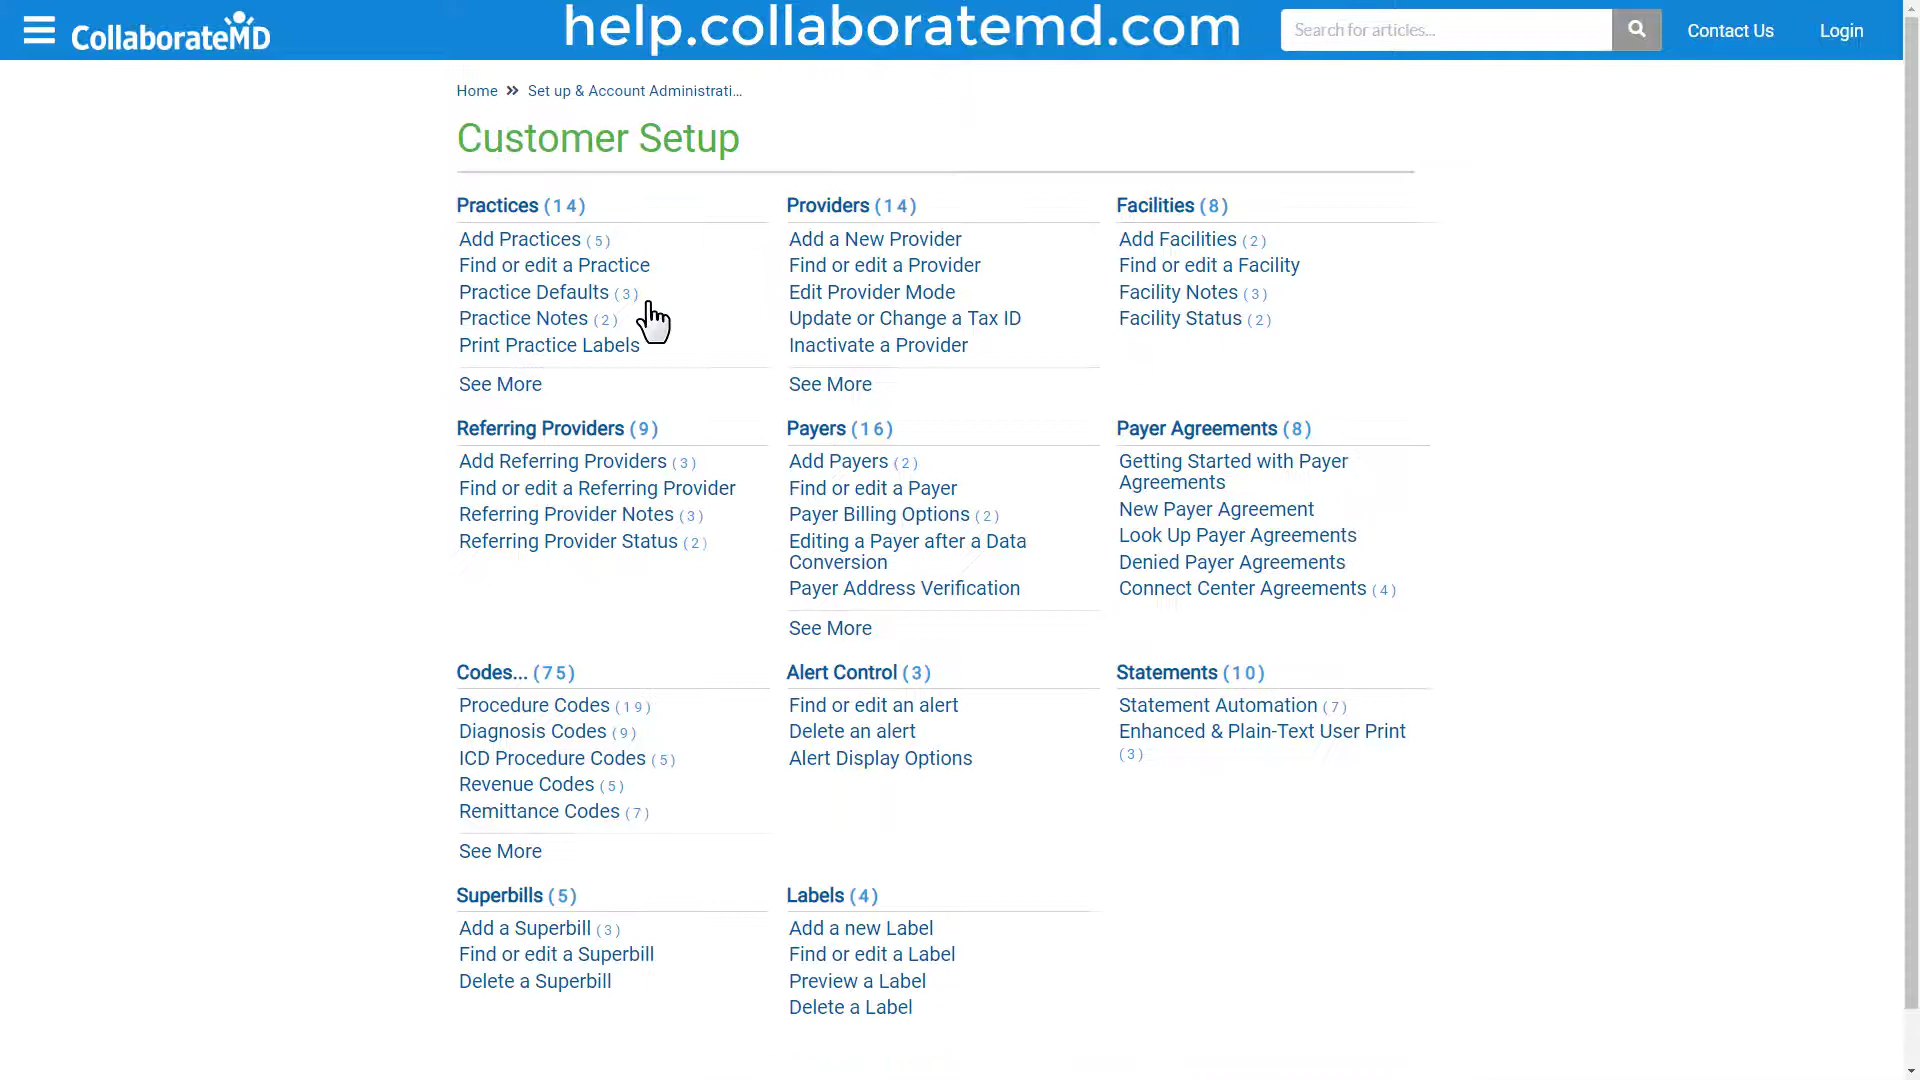 CollaborateMD
help.collaboratemd.com
Search for articles...
Contact Us
Login
Home » Set up & Account Administrati...
Customer Setup
Practices (14)
Add Practices (5)
Find or edit a Practice
Practice Defaults (3)
Practice Notes (2)
Print Practice Labels
See More
Providers (14)
Add a New Provider
Find or edit a Provider
Edit Provider Mode
Update or Change a Tax ID
Inactivate a Provider
See More
Facilities (8)
Add Facilities (2)
Find or edit a Facility
Facility Notes (3)
Facility Status (2)
Referring Providers (9)
Add Referring Providers (3)
Find or edit a Referring Provider
Referring Provider Notes (3)
Referring Provider Status (2)
Payers (16)
Add Payers (2)
Find or edit a Payer
Payer Billing Options (2)
Editing a Payer after a Data
Conversion
Payer Address Verification
See More
Payer Agreements (8)
Getting Started with Payer
Agreements
New Payer Agreement
Look Up Payer Agreements
Denied Payer Agreements
Connect Center Agreements (4)
Codes... (75)
Procedure Codes (19)
Diagnosis Codes (9)
ICD Procedure Codes (5)
Revenue Codes (5)
Remittance Codes (7)
See More
Alert Control (3)
Find or edit an alert
Delete an alert
Alert Display Options
Statements (10)
Statement Automation (7)
Enhanced & Plain-Text User Print
(3)
Superbills (5)
Add a Superbill (3)
Find or edit a Superbill
Delete a Superbill
Labels (4)
Add a new Label
Find or edit a Label
Preview a Label
Delete a Label